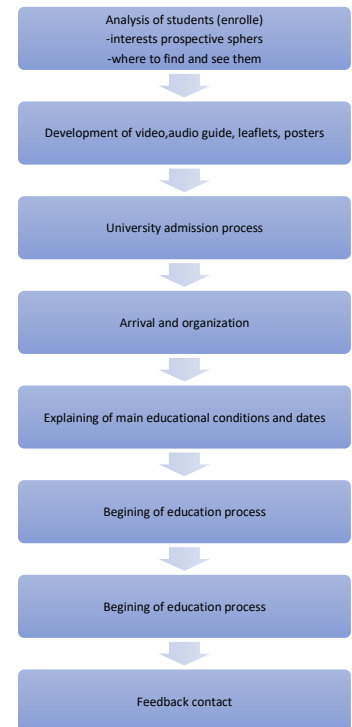 Analysis of students (enrolle)
-interests prospective sphers
-where to find and see them
Development of video,audio guide, leaflets, posters
University admission process
Arrival and organization
Explaining of main educational conditions and dates
Begining of education process
Begining of education process
Feedback contact